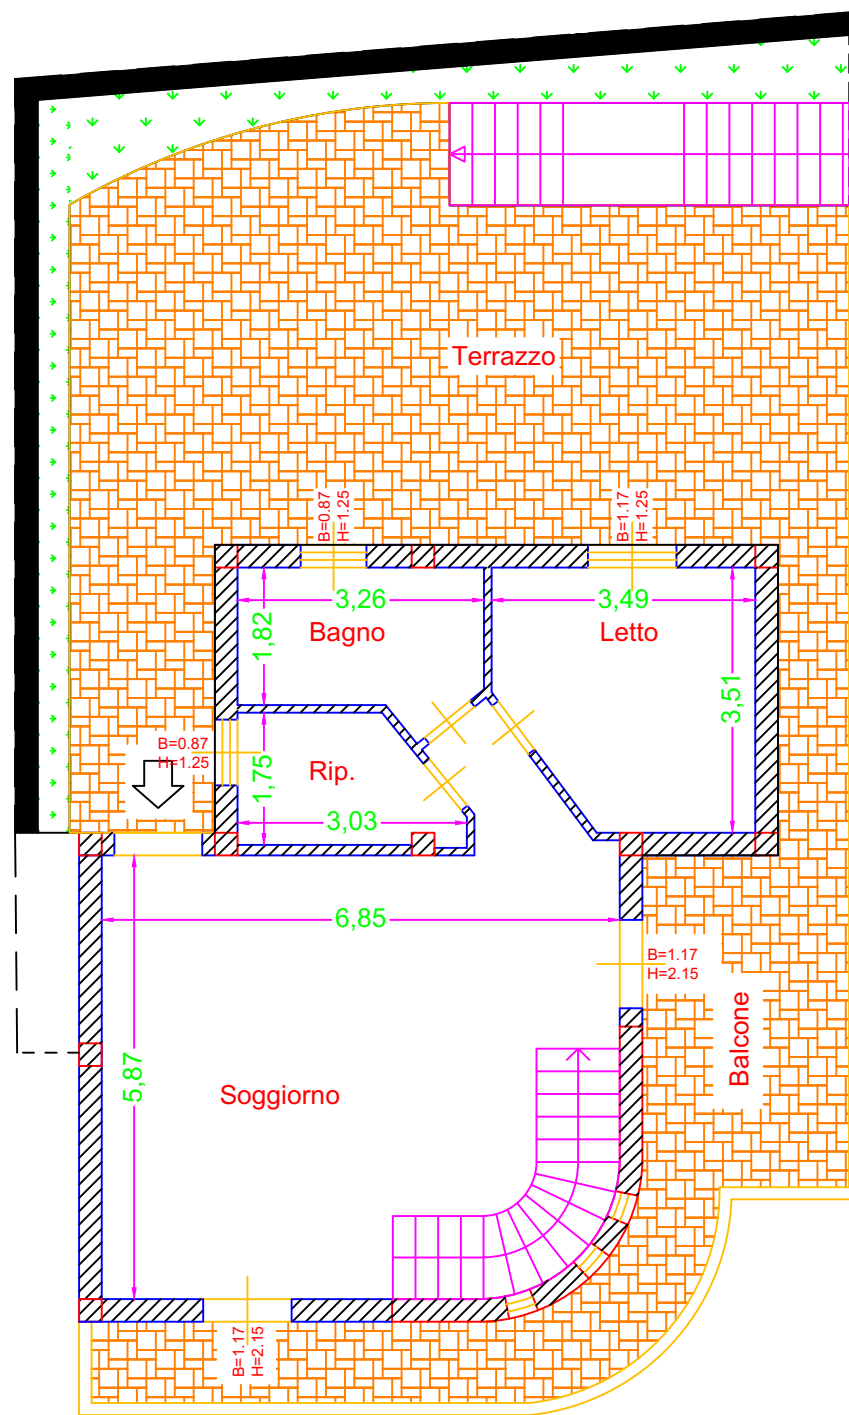 Terrazzo
B=0.87
H=1.25
B=1.17
H=1.25
3,26
3,49
1,82
Bagno
Letto
3,51
B=0.87
H=1.25
1,75
Rip.
3,03
6,85
B=1.17
H=2.15
Balcone
5,87
Soggiorno
B=1.17
H=2.15